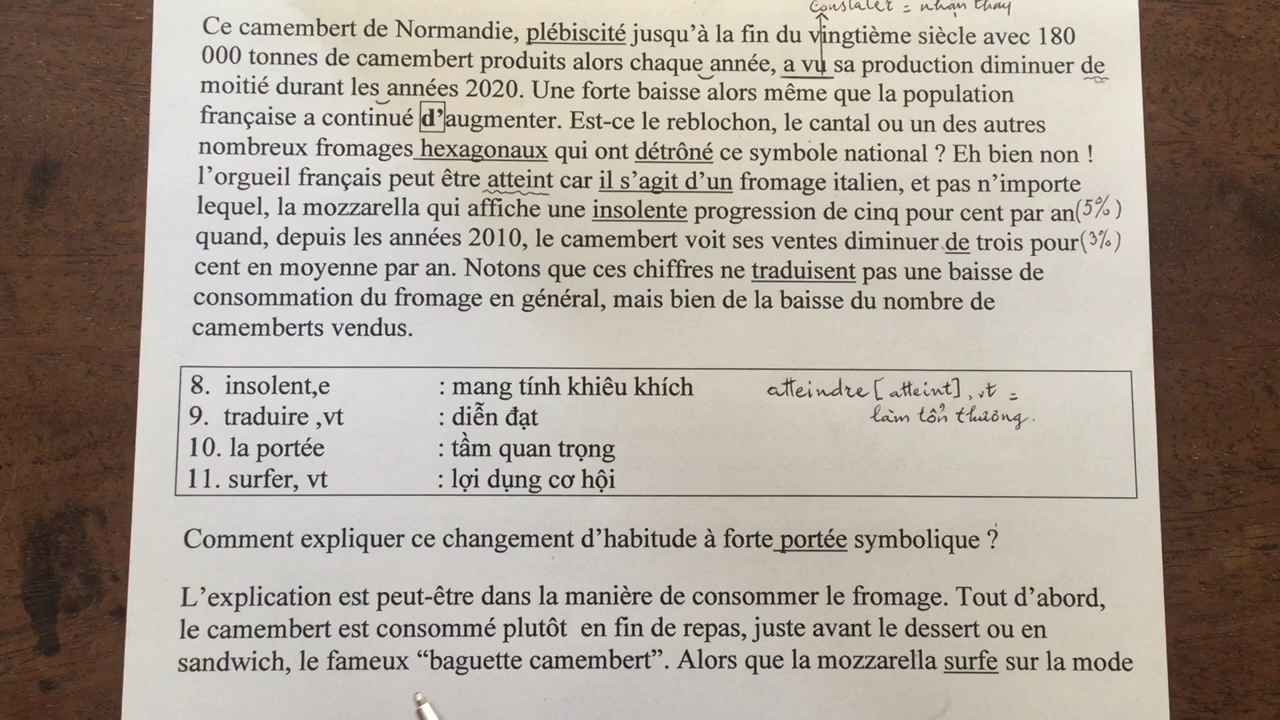 constater = nhận thấy
Ce camembert de Normandie, plébiscité jusqu’à la fin du vingtième siècle avec 180
000 tonnes de camembert produits alors chaque année, a vu sa production diminuer de
moitié durant les années 2020. Une forte baisse alors même que la population
française a continué d’augmenter. Est-ce le reblochon, le cantal ou un des autres
nombreux fromages hexagonaux qui ont détrôné ce symbole national ? Eh bien non !
l’orgueil français peut être atteint car il s’agit d’un fromage italien, et pas n’importe
lequel, la mozzarella qui affiche une insolente progression de cinq pour cent par an (5%)
quand, depuis les années 2010, le camembert voit ses ventes diminuer de trois pour (3%)
cent en moyenne par an. Notons que ces chiffres ne traduisent pas une baisse de
consommation du fromage en général, mais bien de la baisse du nombre de
camemberts vendus.
8. insolent,e : mang tính khiêu khích atteindre [atteint], vt =
9. traduire ,vt : diễn đạt làm tổn thương.
10. la portée : tầm quan trọng
11. surfer, vt : lợi dụng cơ hội
Comment expliquer ce changement d’habitude à forte portée symbolique ?
L’explication est peut-être dans la manière de consommer le fromage. Tout d’abord,
le camembert est consommé plutôt en fin de repas, juste avant le dessert ou en
sandwich, le fameux “baguette camembert”. Alors que la mozzarella surfe sur la mode